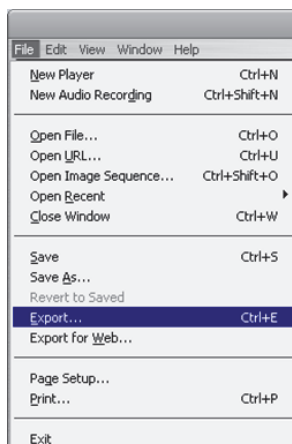 File Edit View Window Help
New Player Ctrl+N
New Audio Recording Ctrl+Shift+N
Open File... Ctrl+O
Open URL... Ctrl+U
Open Image Sequence... Ctrl+Shift+O
Open Recent
Close Window Ctrl+W
Save Ctrl+S
Save As...
Revert to Saved
Export... Ctrl+E
Export for Web...
Page Setup...
Print... Ctrl+P
Exit